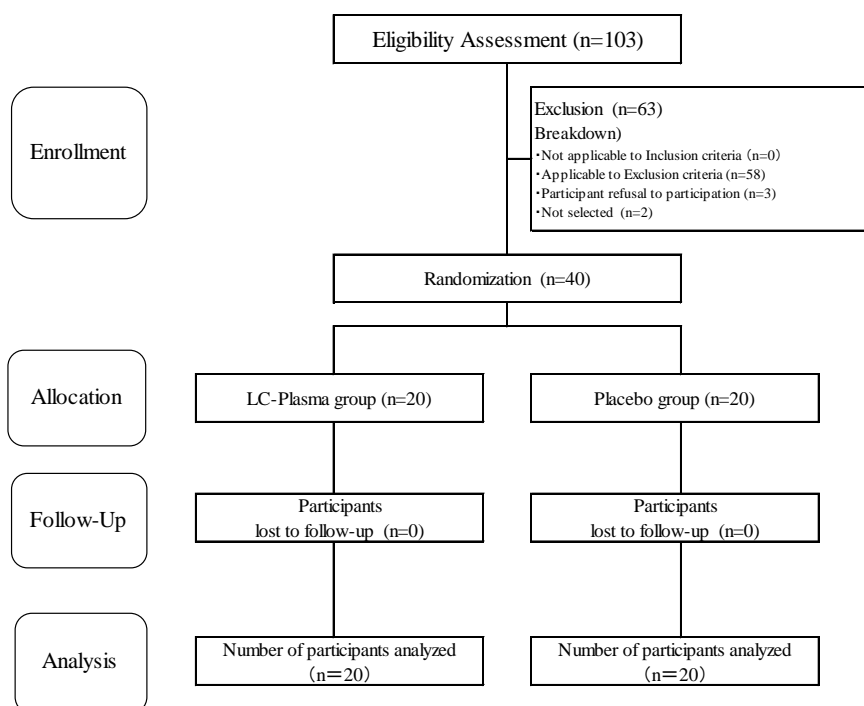 Eligibility Assessment (n=103)
Enrollment
Exclusion (n=63)
Breakdown)
・Not applicable to Inclusion criteria (n=0)
・Applicable to Exclusion criteria (n=58)
・Participant refusal to participation (n=3)
・Not selected (n=2)
Randomization (n=40)
Allocation
LC-Plasma group (n=20)
Placebo group (n=20)
Follow-Up
Participants
lost to follow-up (n=0)
Participants
lost to follow-up (n=0)
Analysis
Number of participants analyzed
(n＝20)
Number of participants analyzed
(n＝20)